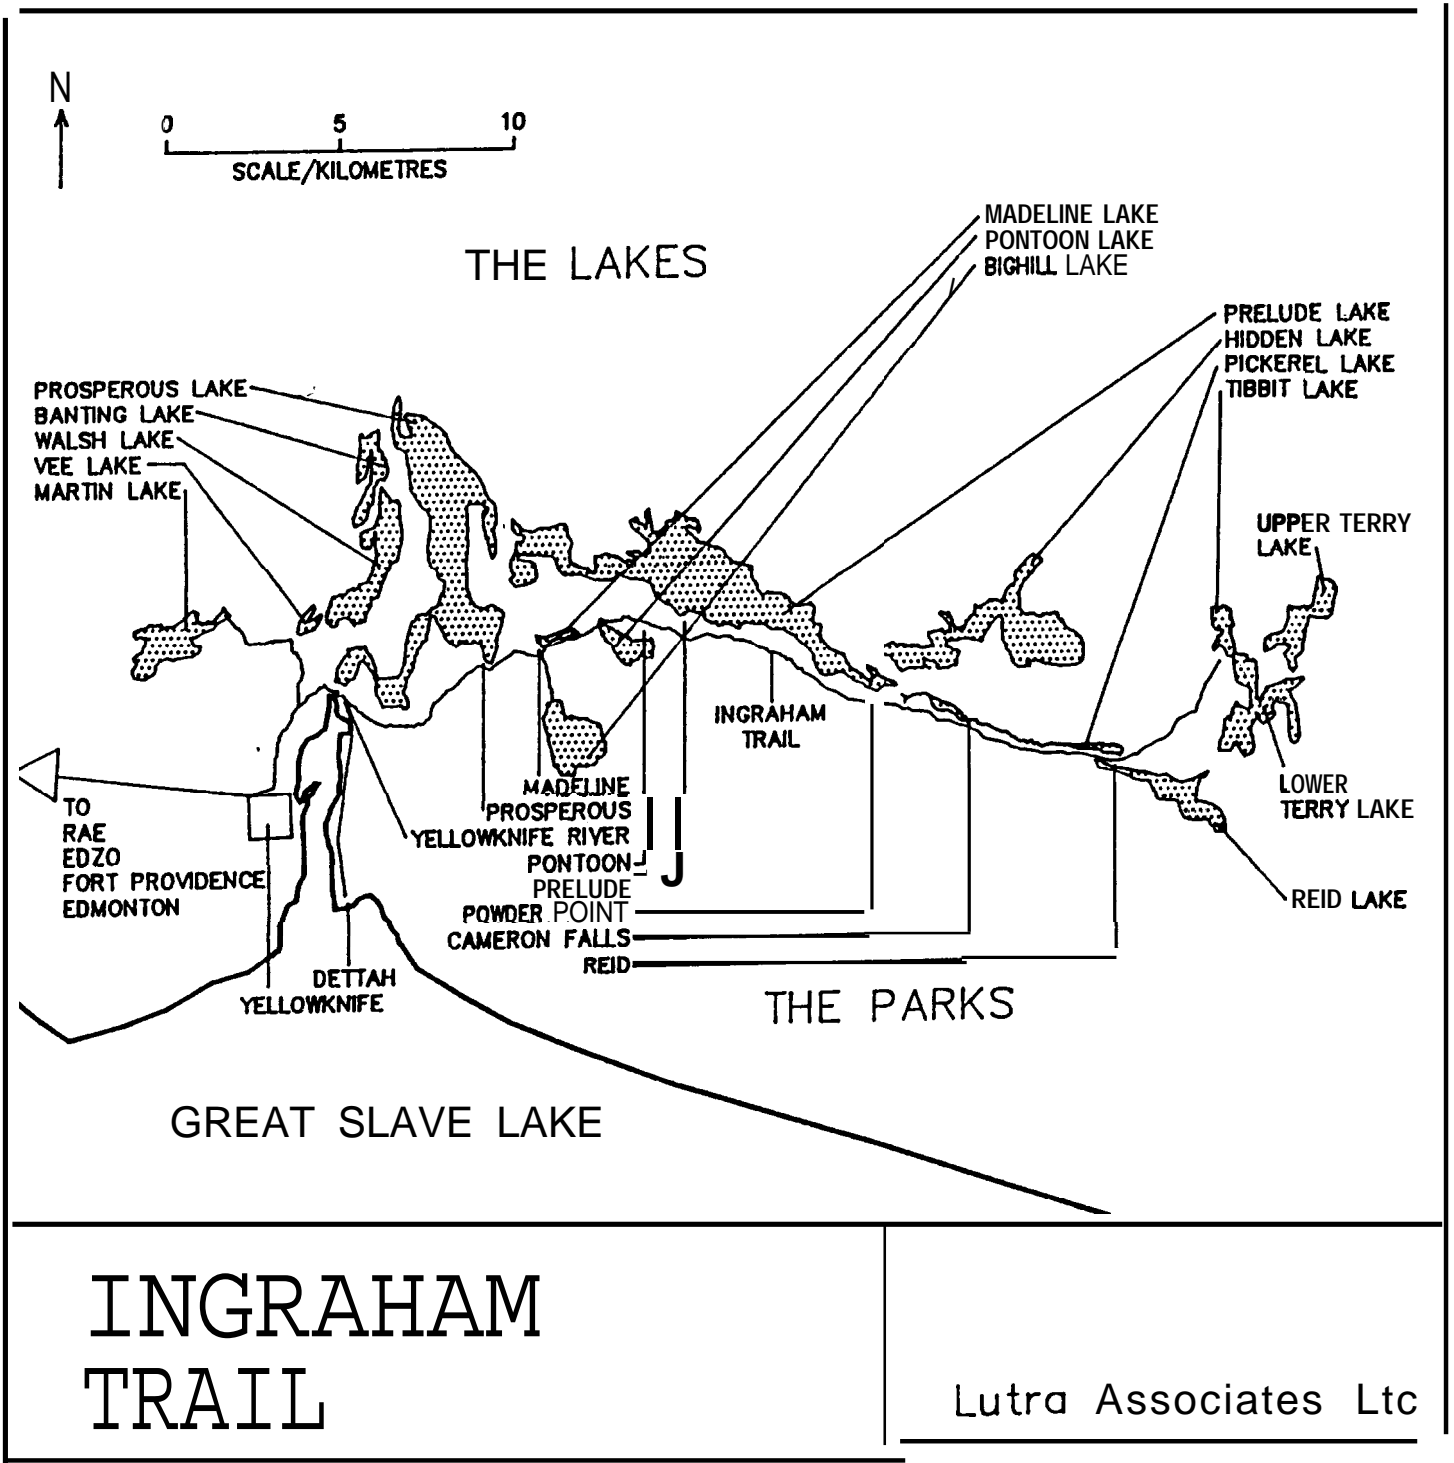 N
0 5 10
SCALE/KILOMETRES
THE LAKES
MADELINE LAKE
PONTOON LAKE
BIGHILL LAKE
PRELUDE LAKE
HIDDEN LAKE
PICKEREL LAKE
TIBBIT LAKE
PROSPEROUS LAKE
BANTING LAKE
WALSH LAKE
VEE LAKE
MARTIN LAKE
UPPER TERRY
LAKE
INGRAHAM
TRAIL
LOWER
TERRY LAKE
REID LAKE
TO
RAE
EDZO
FORT PROVIDENCE
EDMONTON
MADELINE
PROSPEROUS
YELLOWKNIFE RIVER
PONTOON
PRELUDE
POWDER POINT
CAMERON FALLS
REID
DETTAH
YELLOWKNIFE
THE PARKS
GREAT SLAVE LAKE
INGRAHAM
TRAIL
Lutra Associates Ltc